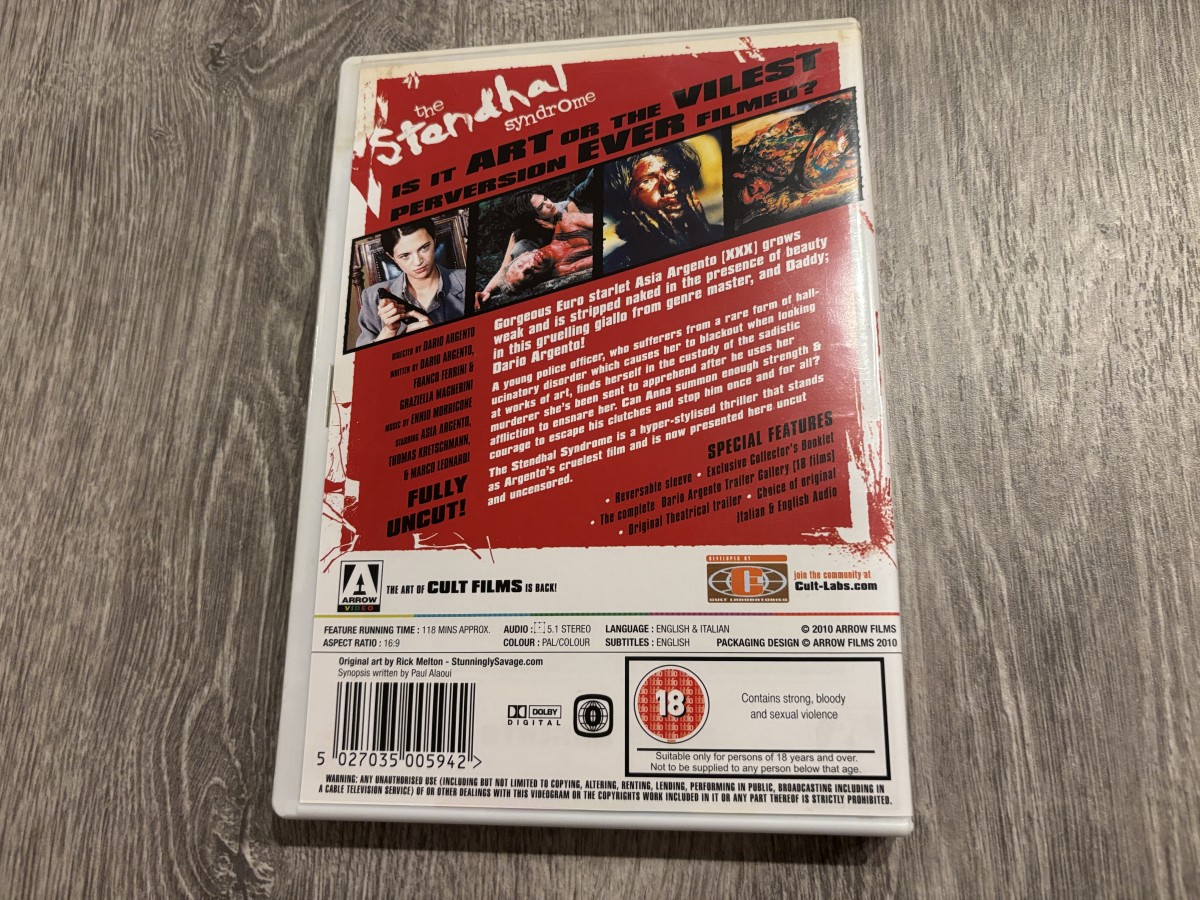 the
Stendhal
syndrome
IS IT ART OR THE VILEST
PERVERSION EVER FILMED?
Gorgeous Euro starlet Asia Argento (XXX) grows
weak and is stripped naked in the presence of beauty
in this gruelling giallo from genre master, and Daddy;
Dario Argento!
A young police officer, who suffers from a rare form of hall-
ucinatory disorder which causes her to blackout when looking
at works of art, finds herself in the custody of the sadistic
murderer she's been sent to apprehend after he uses her
affliction to ensnare her. Can Anna summon enough strength &
courage to escape his clutches and stop him once and for all?
The Stendhal Syndrome is a hyper-stylised thriller that stands
as Argento's cruelest film and is now presented here uncut
and uncensored.
DIRECTED BY DARIO ARGENTO
WRITTEN BY DARIO ARGENTO,
FRANCO FERRINI &
GRAZIELLA MAGHERINI
MUSIC BY ENNIO MORRICONE
STARRING ASIA ARGENTO,
THOMAS KRETSCHMANN,
& MARCO LEONARDI
FULLY
UNCUT!
SPECIAL FEATURES
• Reversable sleeve • Exclusive Collector's Booklet
• The complete Dario Argento Trailer Gallery (18 films)
• Original Theatrical trailer • Choice of original
Italian & English Audio
ARROW
VIDEO
THE ART OF CULT FILMS IS BACK!
DEVELOPED BY
C
CULT LABORATORIES
join the community at
Cult-Labs.com
FEATURE RUNNING TIME : 118 MINS APPROX. AUDIO : 5.1 STEREO LANGUAGE : ENGLISH & ITALIAN © 2010 ARROW FILMS
ASPECT RATIO : 16:9 COLOUR : PAL/COLOUR SUBTITLES : ENGLISH PACKAGING DESIGN © ARROW FILMS 2010
Original art by Rick Melton - StunninglySavage.com
Synopsis written by Paul Alaoui
5 027035 005942 >
DOLBY
DIGITAL
0
18
Contains strong, bloody
and sexual violence
Suitable only for persons of 18 years and over.
Not to be supplied to any person below that age.
WARNING: ANY UNAUTHORISED USE (INCLUDING BUT NOT LIMITED TO COPYING, ALTERING, RENTING, LENDING, PERFORMING IN PUBLIC, BROADCASTING INCLUDING IN
A CABLE TELEVISION SERVICE) OF OR OTHER DEALINGS WITH THIS VIDEOGRAM OR THE COPYRIGHTS WORK INCLUDED IN IT OR ANY PART THEREOF IS STRICTLY PROHIBITED.